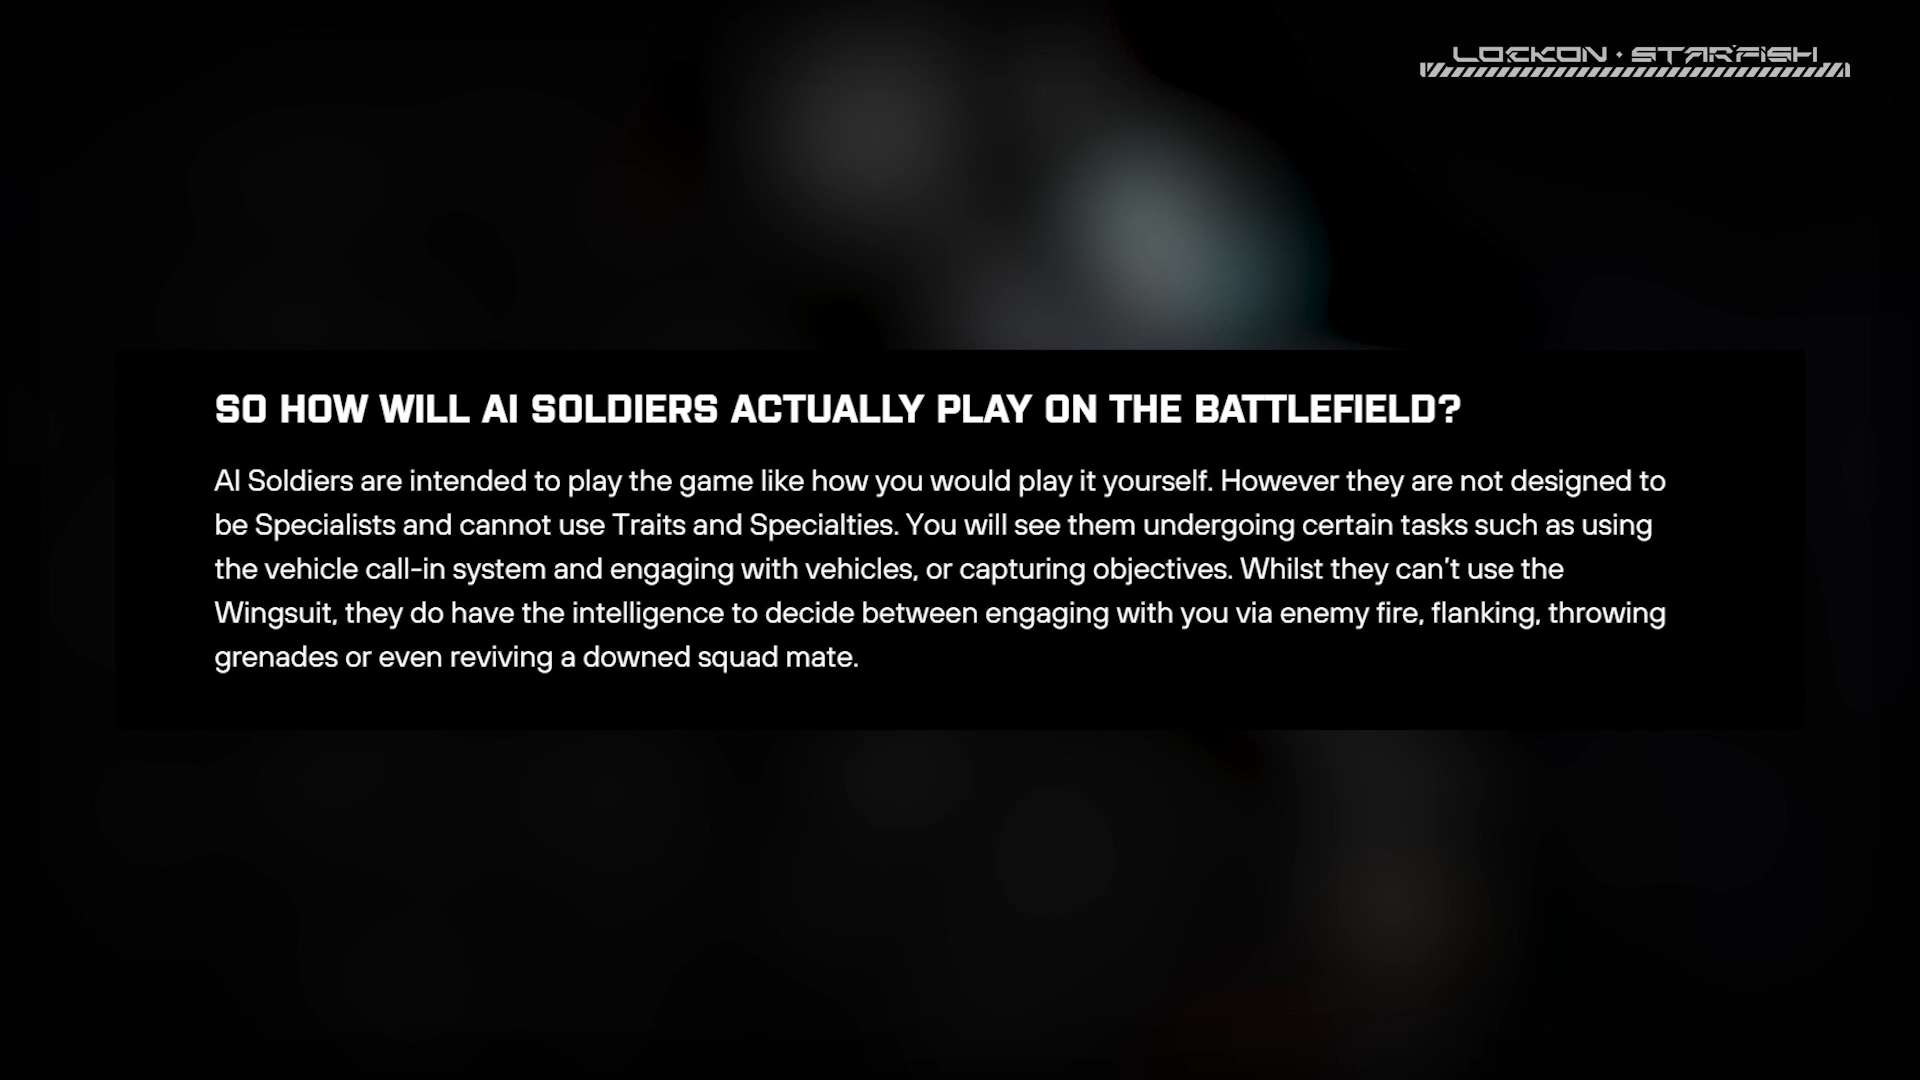 LOCKON · STARFISH
SO HOW WILL AI SOLDIERS ACTUALLY PLAY ON THE BATTLEFIELD?
AI Soldiers are intended to play the game like how you would play it yourself. However they are not designed to
be Specialists and cannot use Traits and Specialties. You will see them undergoing certain tasks such as using
the vehicle call-in system and engaging with vehicles, or capturing objectives. Whilst they can’t use the
Wingsuit, they do have the intelligence to decide between engaging with you via enemy fire, flanking, throwing
grenades or even reviving a downed squad mate.